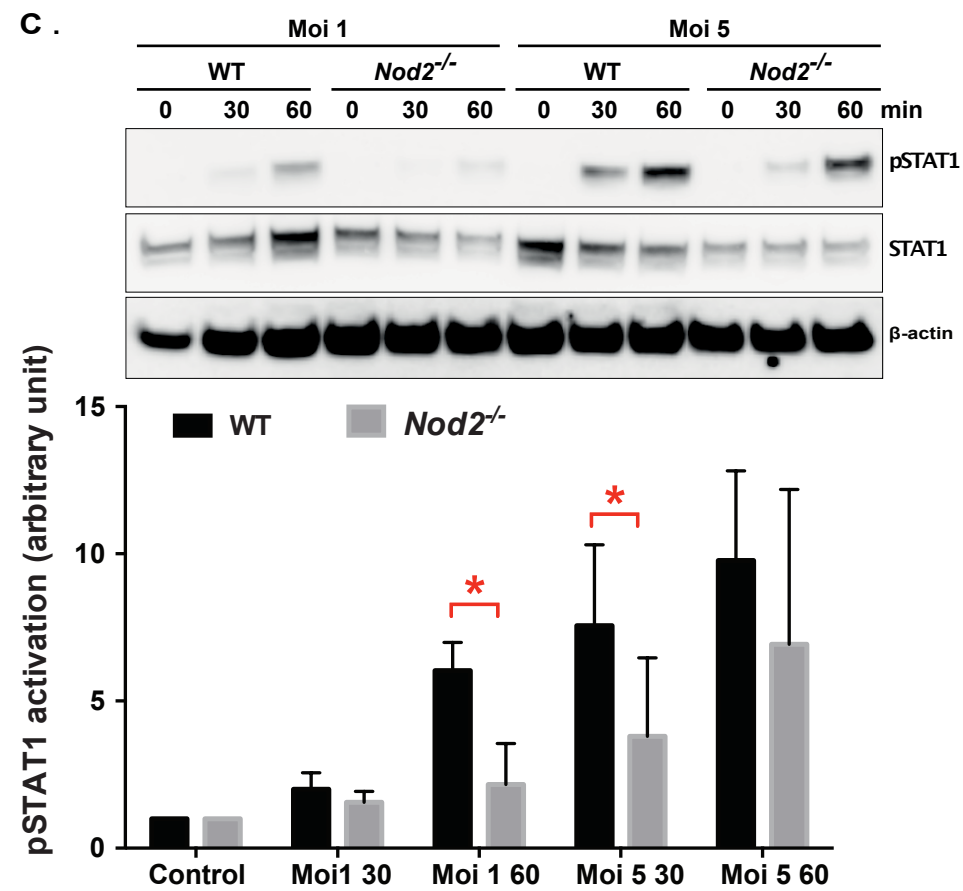 C .
Moi 1 Moi 5
WT Nod2-/- WT Nod2-/-
0 30 60 0 30 60 0 30 60 0 30 60 min
pSTAT1
STAT1
β-actin
pSTAT1 activation (arbitrary unit)
15
WT Nod2-/-
* 
10
*
5
0
Control Moi1 30 Moi 1 60 Moi 5 30 Moi 5 60